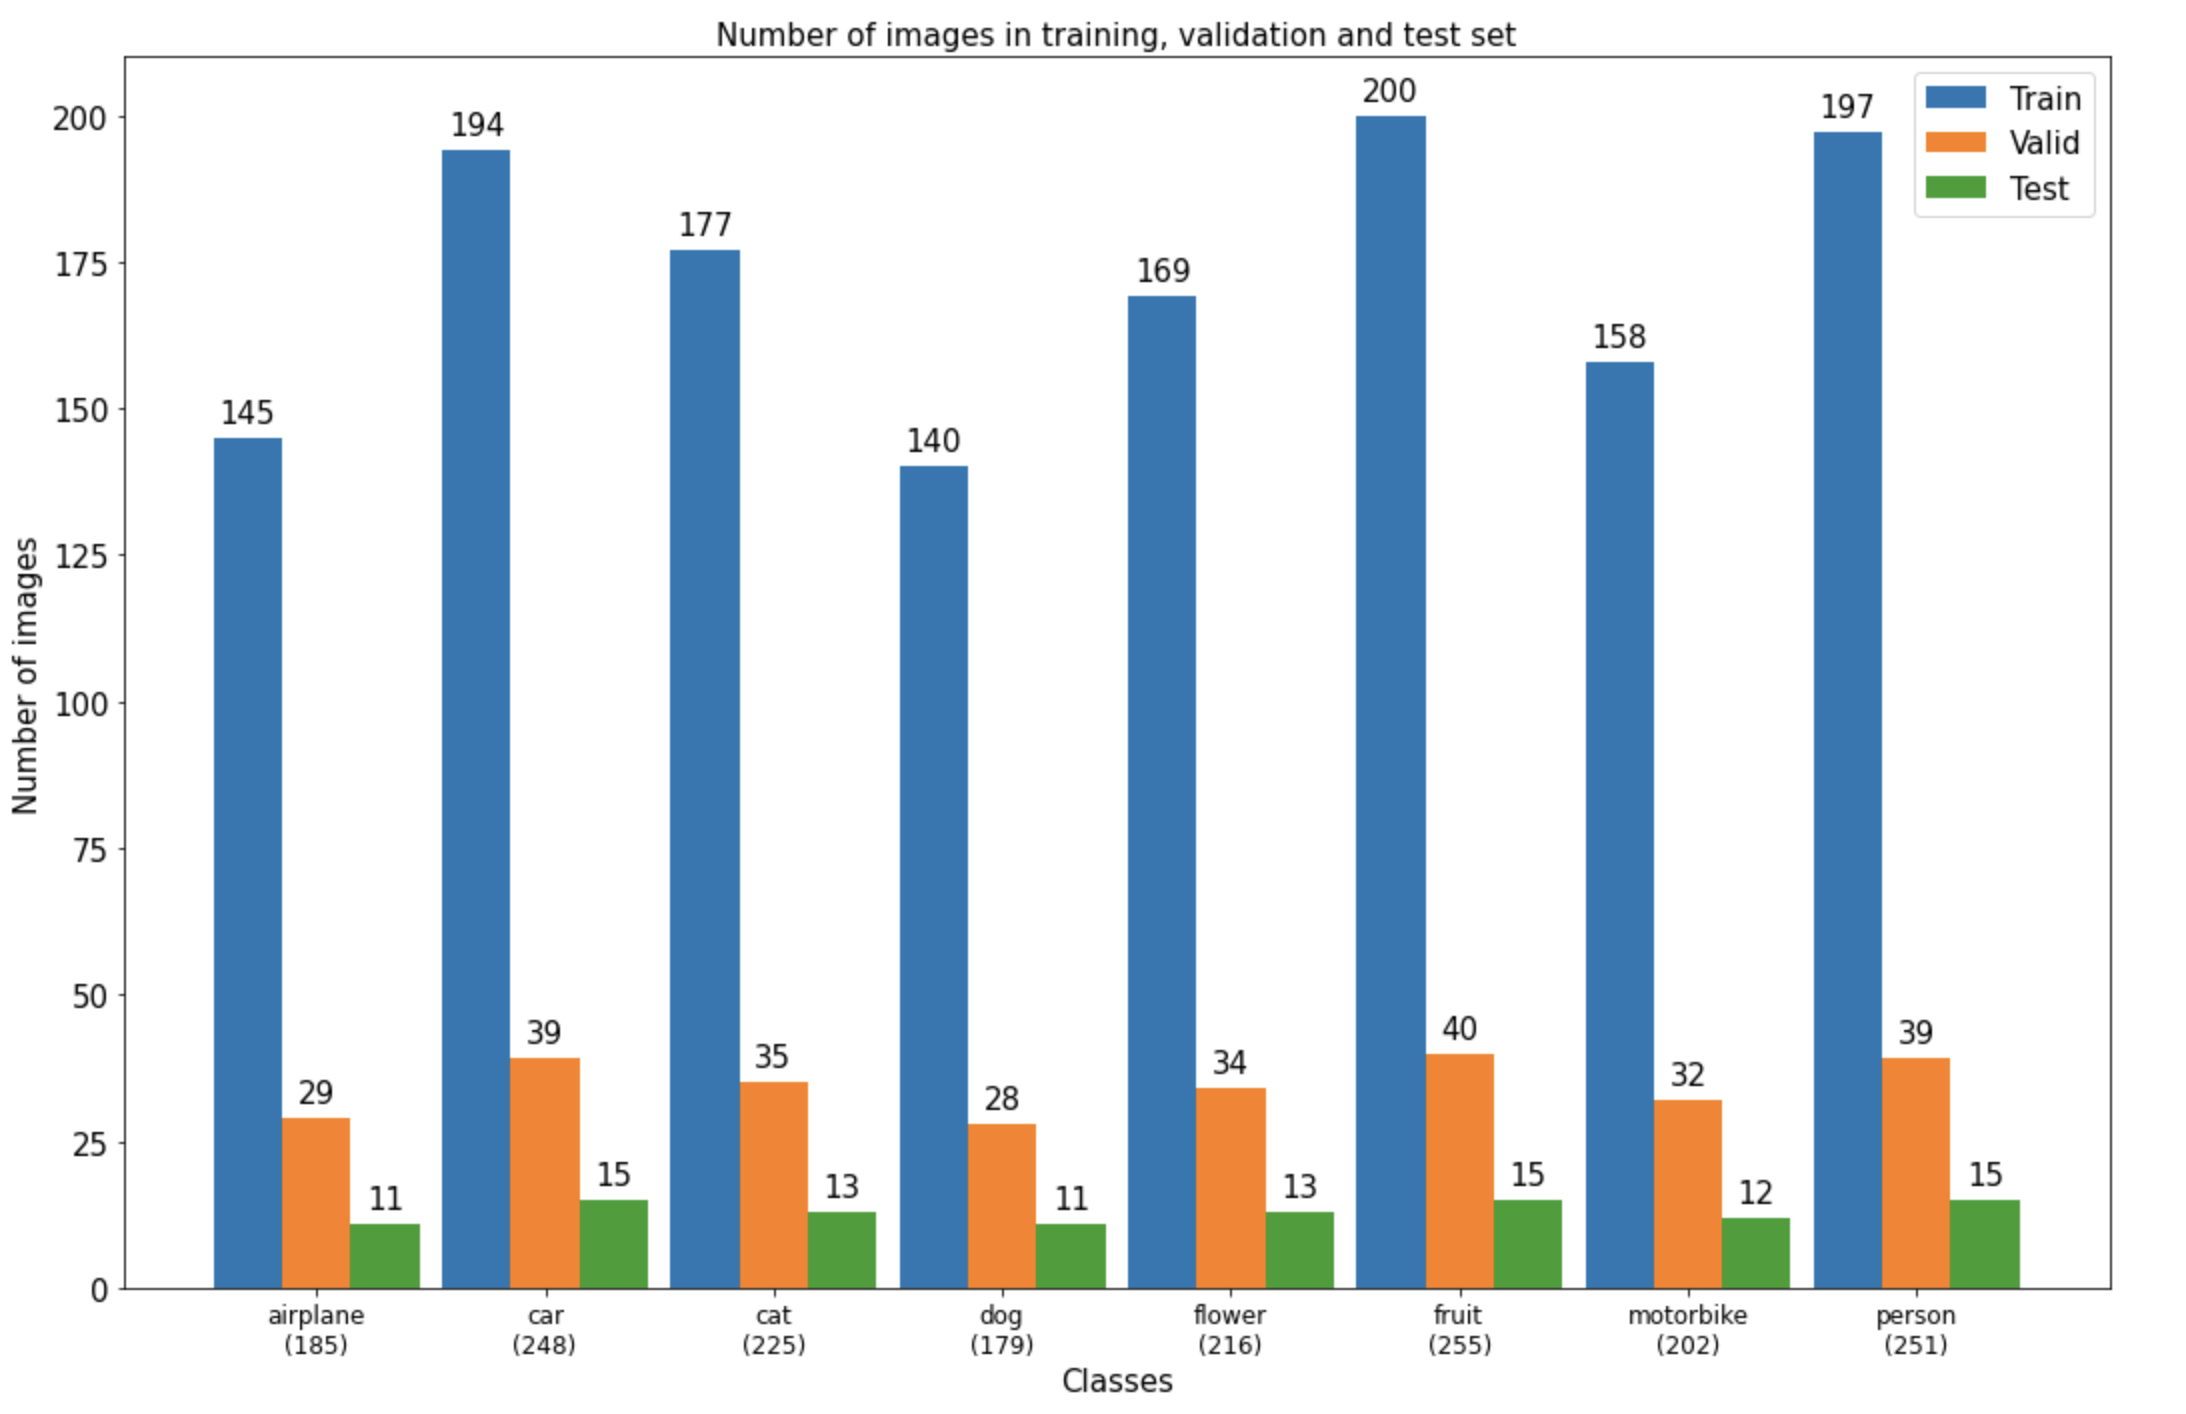 Number of images in training, validation and test set
Number of images
200
175
150
125
100
75
50
25
0
Train
Valid
Test
145
29
11
194
39
15
177
35
13
140
28
11
169
34
13
200
40
15
158
32
12
197
39
15
airplane
(185)
car
(248)
cat
(225)
dog
(179)
flower
(216)
fruit
(255)
motorbike
(202)
person
(251)
Classes